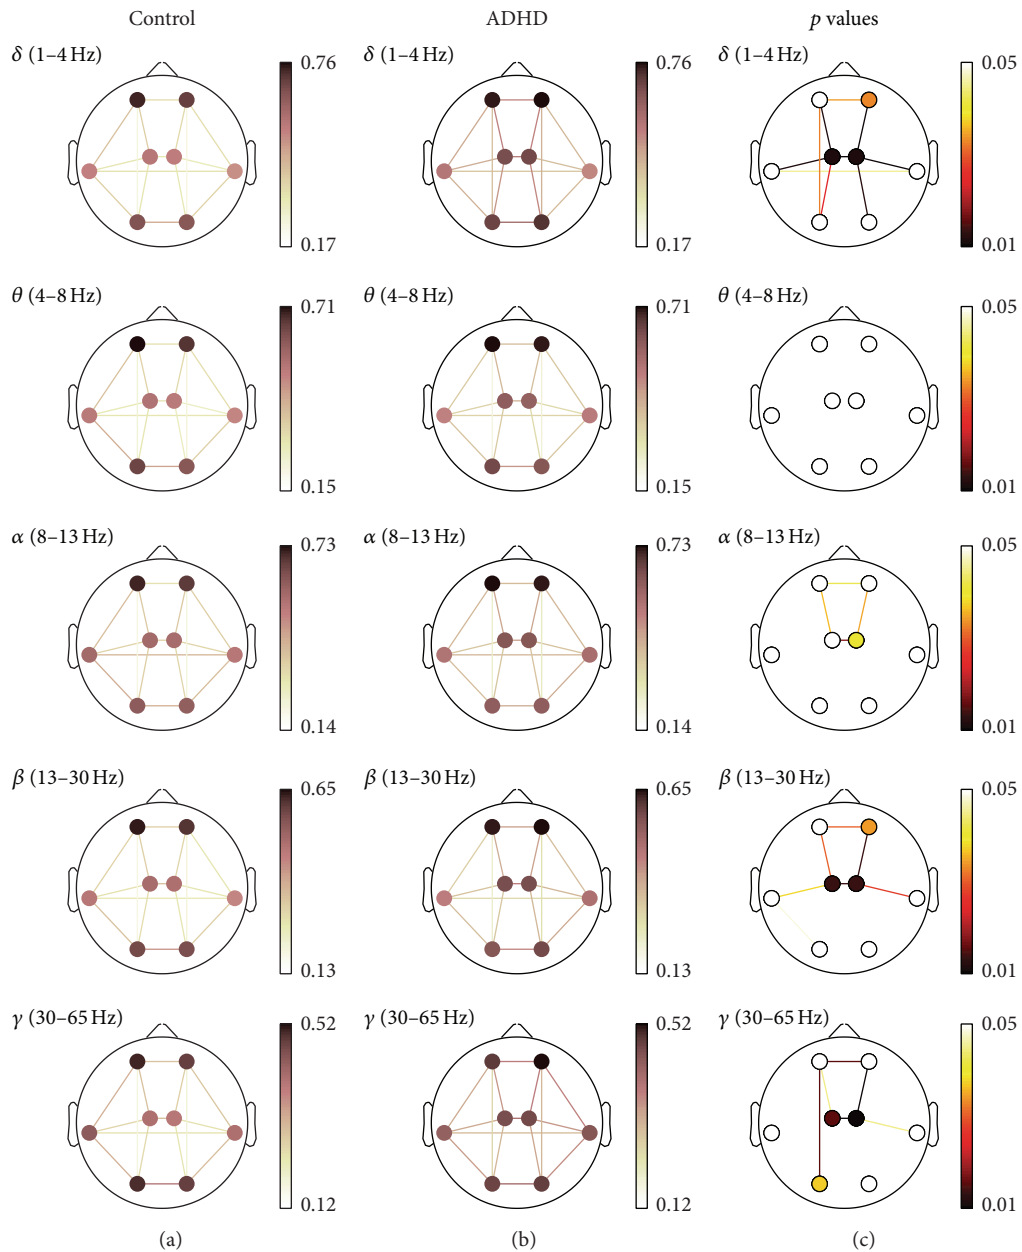 Control ADHD p values
δ (1–4 Hz) δ (1–4 Hz) δ (1–4 Hz)
0.76 0.76 0.05
0.17 0.17 0.01
θ (4–8 Hz) θ (4–8 Hz) θ (4–8 Hz)
0.71 0.71 0.05
0.15 0.15 0.01
α (8–13 Hz) α (8–13 Hz) α (8–13 Hz)
0.73 0.73 0.05
0.14 0.14 0.01
β (13–30 Hz) β (13–30 Hz) β (13–30 Hz)
0.65 0.65 0.05
0.13 0.13 0.01
γ (30–65 Hz) γ (30–65 Hz) γ (30–65 Hz)
0.52 0.52 0.05
0.12 0.12 0.01
(a) (b) (c)